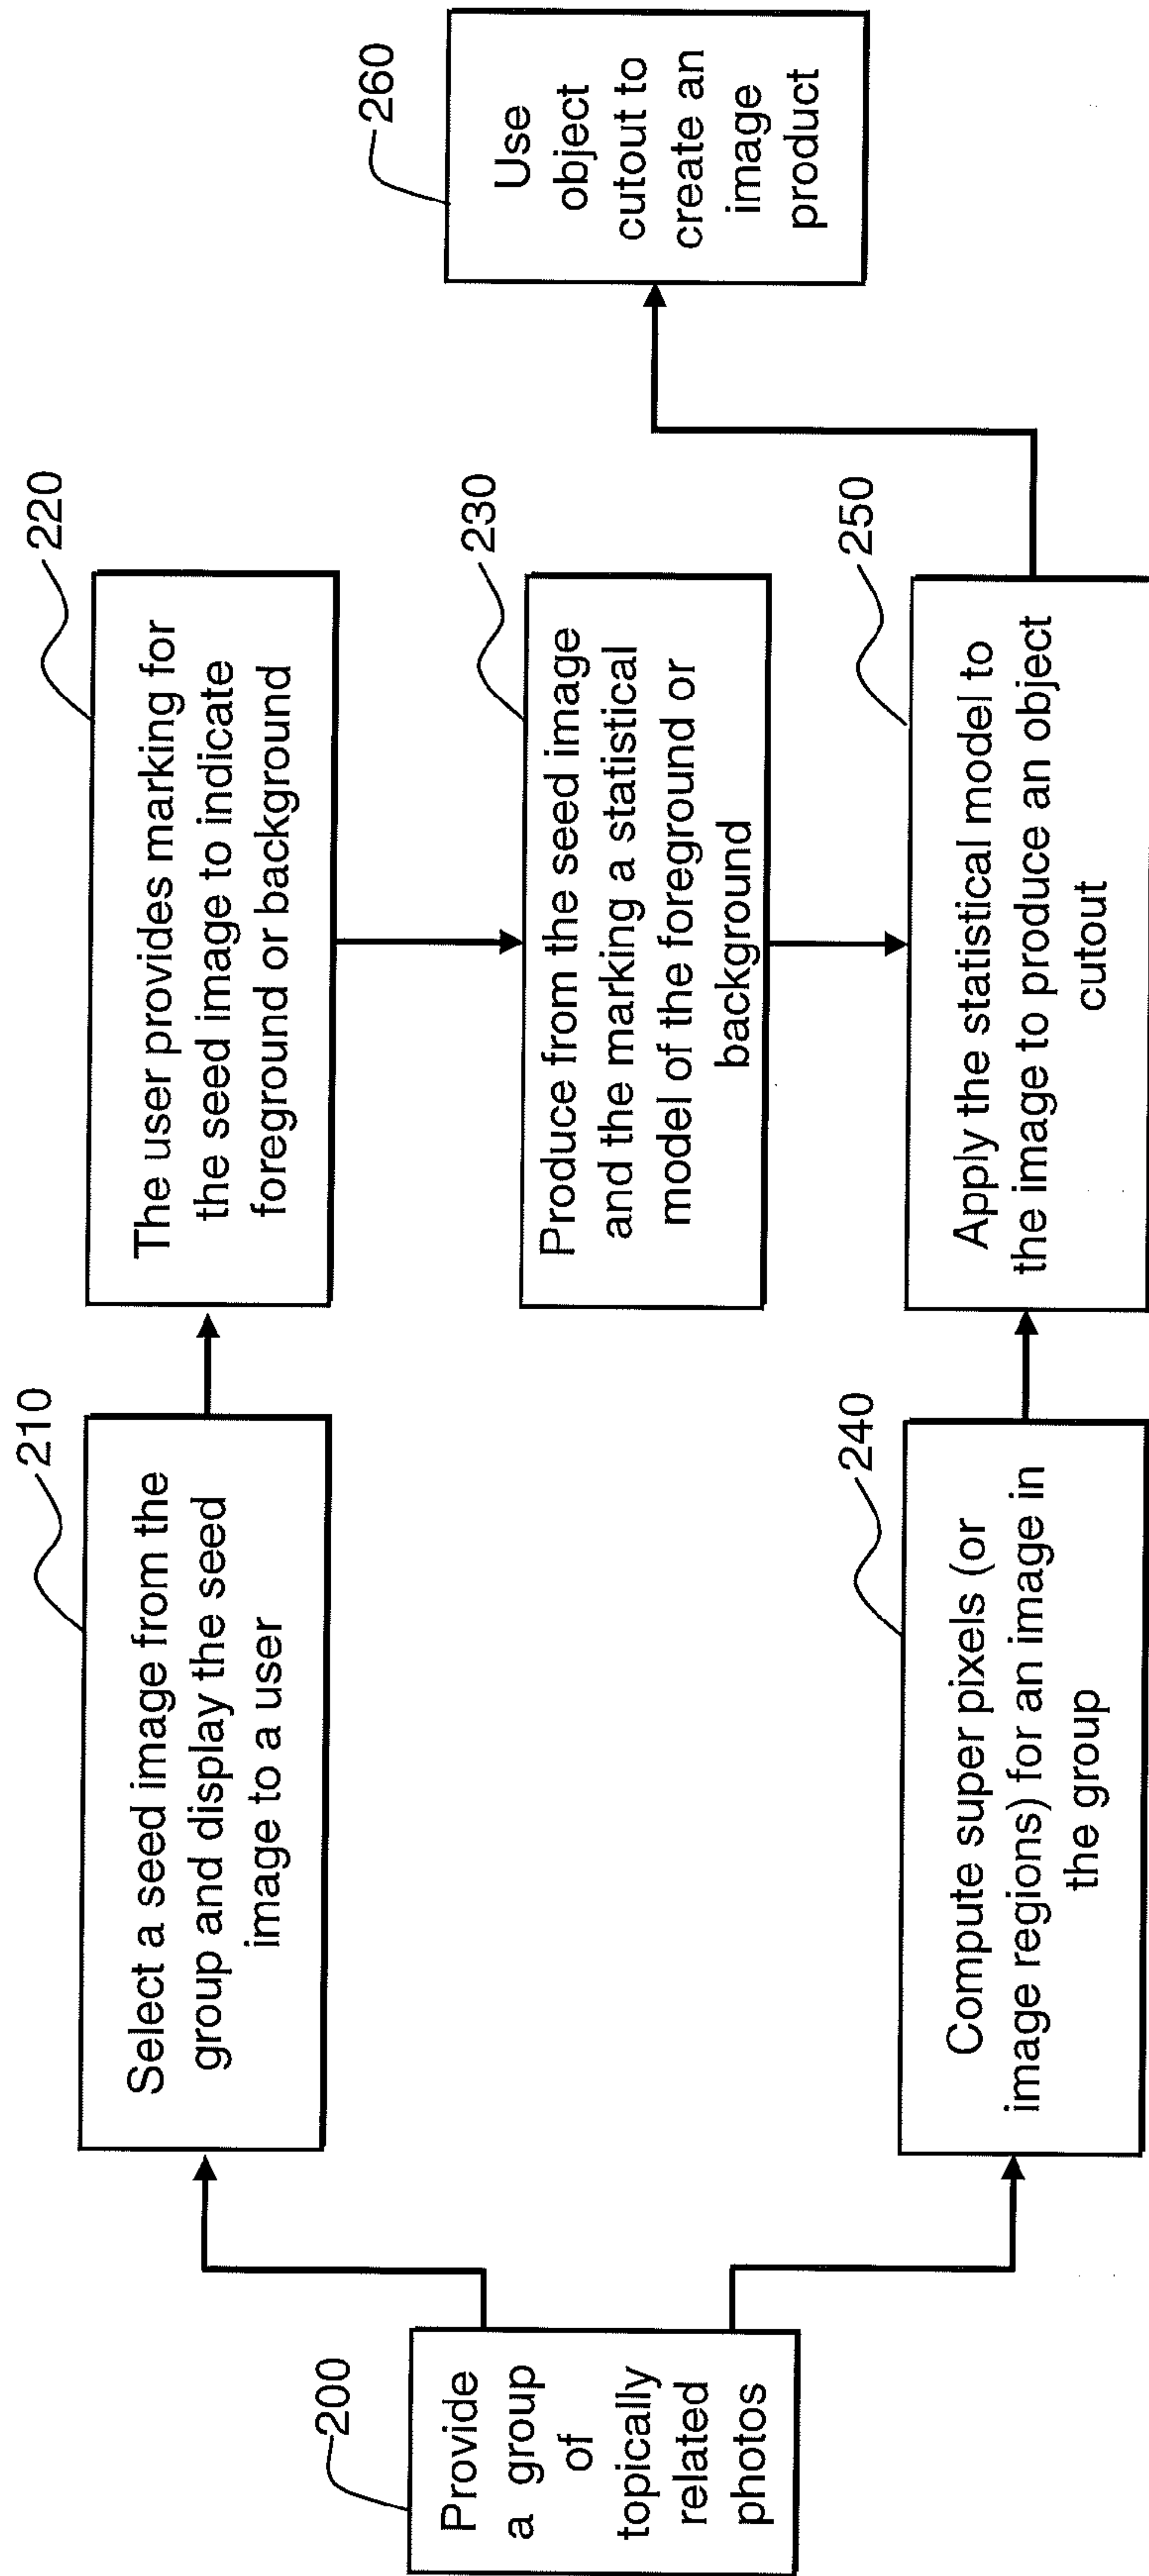 200
Provide
a group
of
topically
related
photos
210
Select a seed image from the
group and display the seed
image to a user
220
The user provides marking for
the seed image to indicate
foreground or background
230
Produce from the seed image
and the marking a statistical
model of the foreground or
background
240
Compute super pixels (or
image regions) for an image in
the group
250
Apply the statistical model to
the image to produce an object
cutout
260
Use
object
cutout to
create an
image
product